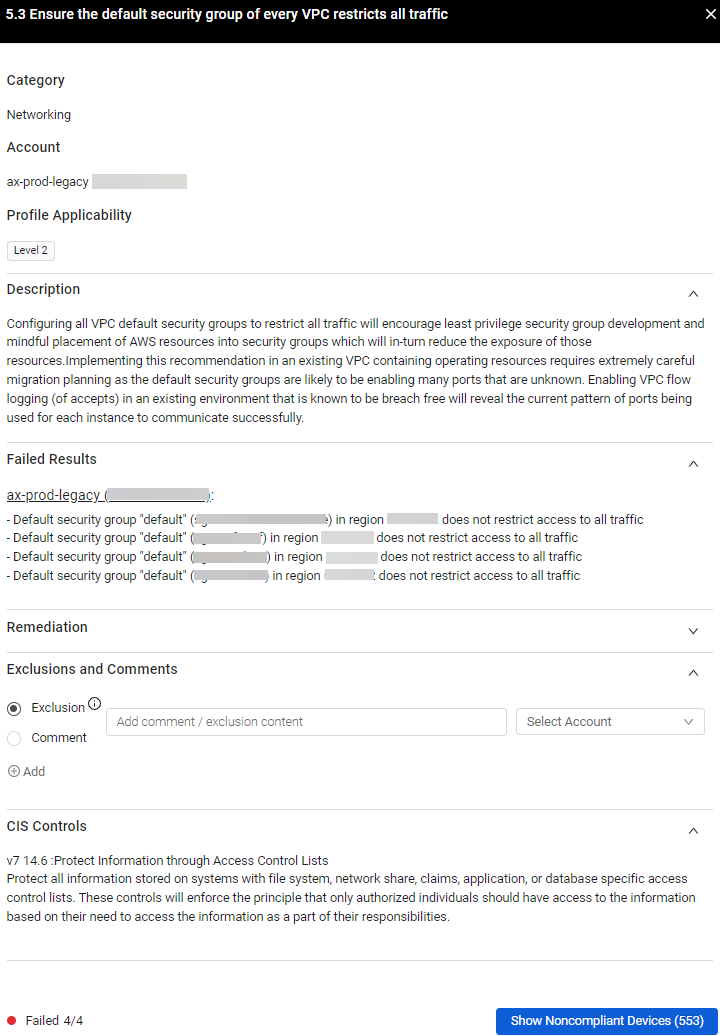 5.3 Ensure the default security group of every VPC restricts all traffic
Category
Networking
Account
ax-prod-legacy
Profile Applicability
Level 2
Description
Configuring all VPC default security groups to restrict all traffic will encourage least privilege security group development and
mindful placement of AWS resources into security groups which will in-turn reduce the exposure of those
resources.Implementing this recommendation in an existing VPC containing operating resources requires extremely careful
migration planning as the default security groups are likely to be enabling many ports that are unknown. Enabling VPC flow
logging (of accepts) in an existing environment that is known to be breach free will reveal the current pattern of ports being
used for each instance to communicate successfully.
Failed Results
ax-prod-legacy ( ):
- Default security group "default" ( ) in region does not restrict access to all traffic
- Default security group "default" ( ) in region does not restrict access to all traffic
- Default security group "default" ( ) in region does not restrict access to all traffic
- Default security group "default" ( ) in region does not restrict access to all traffic
Remediation
Exclusions and Comments
Exclusion
Add comment / exclusion content
Select Account
Comment
Add
CIS Controls
v7 14.6 :Protect Information through Access Control Lists
Protect all information stored on systems with file system, network share, claims, application, or database specific access
control lists. These controls will enforce the principle that only authorized individuals should have access to the information
based on their need to access the information as a part of their responsibilities.
Failed 4/4
Show Noncompliant Devices (553)